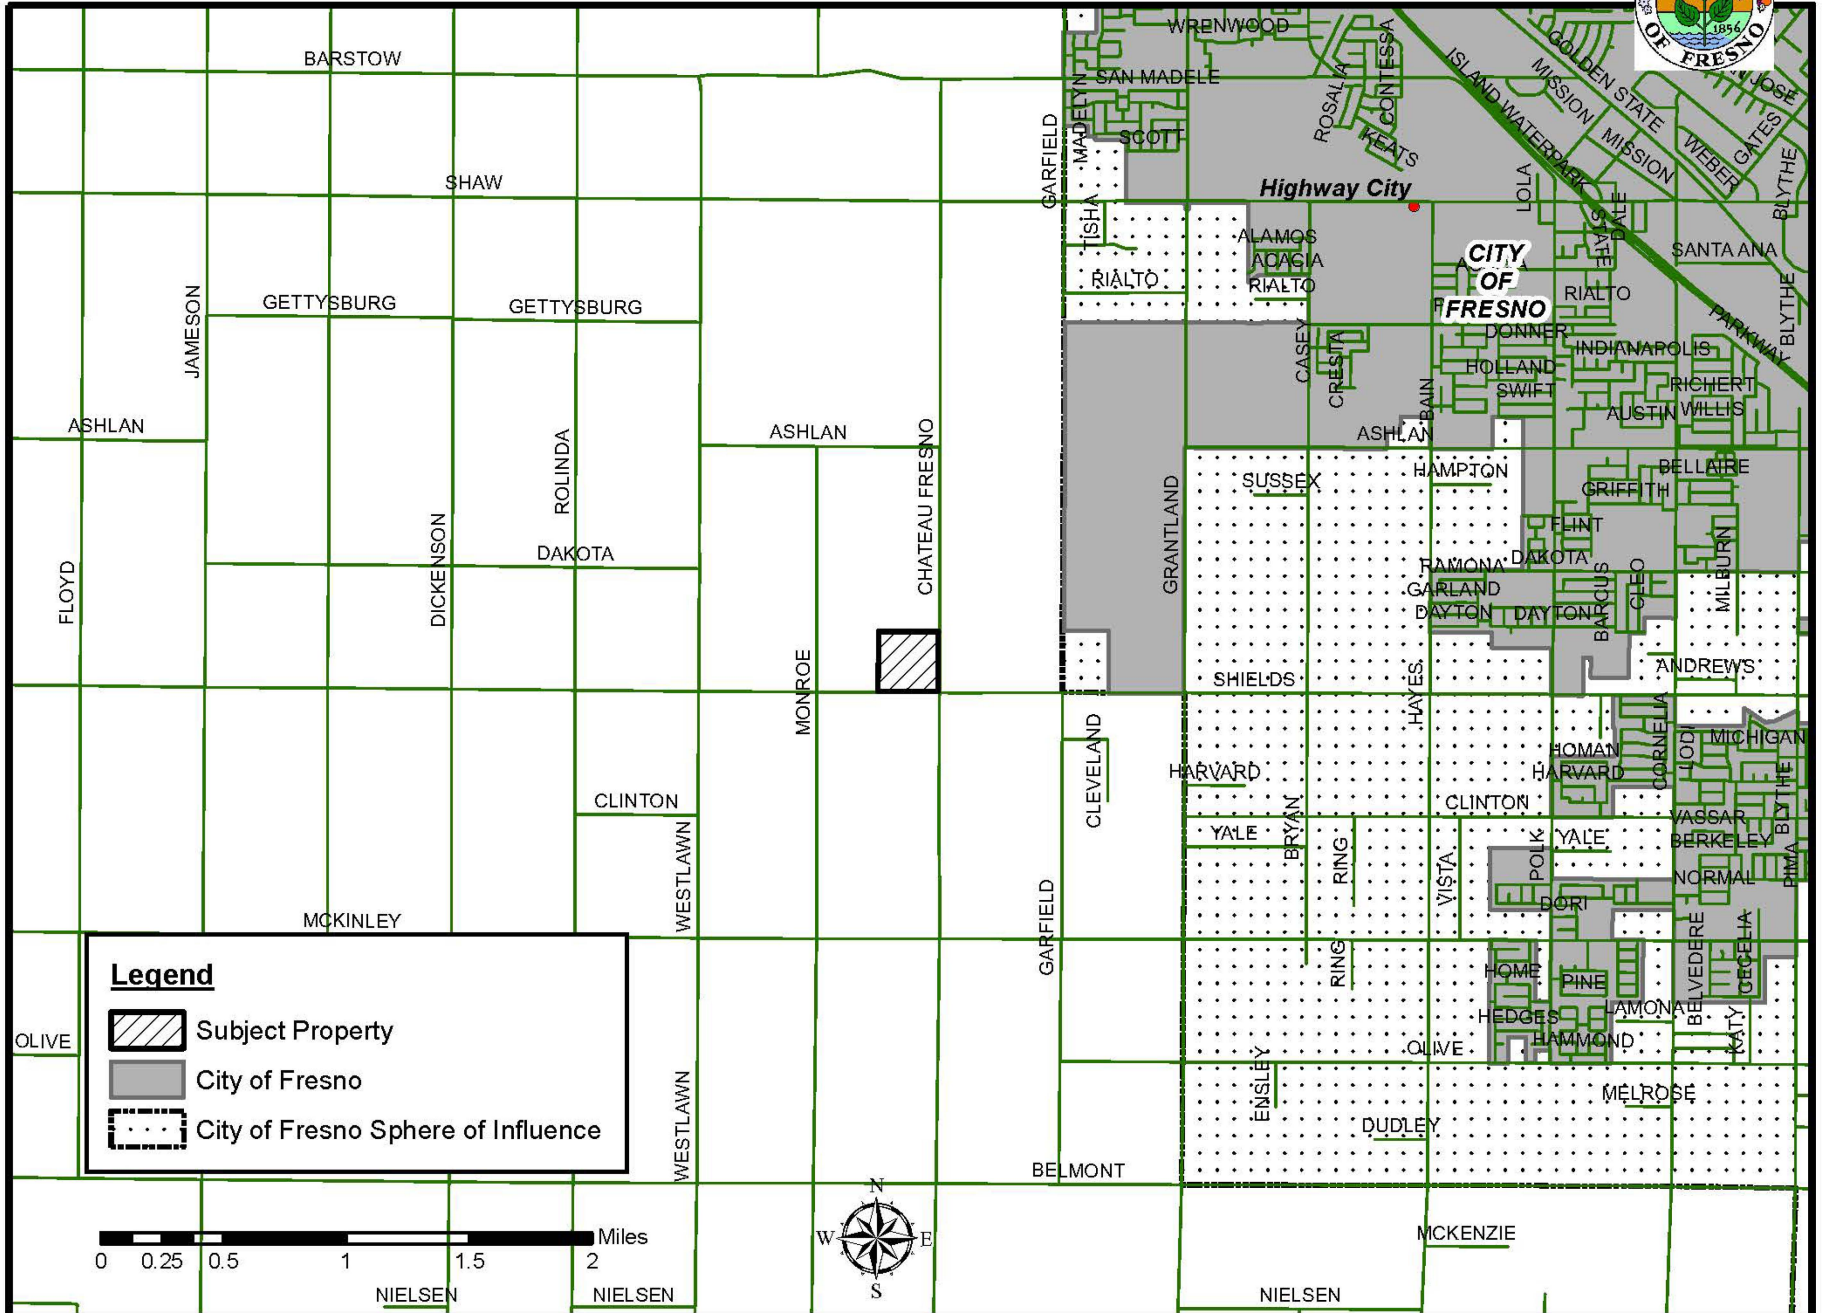 WRENWOOD
CONTESSA
GOLDEN STATE
1856
OF FRESNO
BARSTOW
SAN MADELE
ISLAND WATERPARK
MISSION
JOSE
ROSALIA
MADELYN
SCOTT
KEATS
MISSION
WEBER
GATES
GARFIELD
SHAW
Highway City
LOLA
DALE
STATE
BLYTHE
TISHA
ALAMOS
ACACIA
SANTA ANA
CITY
OF
FRESNO
RIALTO
RIALTO
RIALTO
JAMESON
GETTYSBURG
GETTYSBURG
PARKWAY
BLYTHE
CASEY
CRESTA
DONNER
INDIANAPOLIS
HOLLAND
SWIFT
RICHERT
BAIN
AUSTIN
WILLIS
ASHLAN
ASHLAN
ASHLAN
ROLINDA
CHATEAU FRESNO
SUSSEX
HAMPTON
BELLAIRE
GRIFFITH
GRANTLAND
FLINT
DICKENSON
DAKOTA
DAKOTA
FLOYD
RAMONA
GARLAND
DAYTON
DAYTON
BARCUS
CLEO
MILBURN
MONROE
SHIELDS
HAYES
ANDREWS
CLEVELAND
CORNELIA
LODI
MICHIGAN
HOMAN
HARVARD
HARVARD
CLINTON
CLINTON
YALE
BRYAN
RING
VISTA
POLK
YALE
VASSAR
BERKELEY
BLYTHE
PIMA
NORMAL
WESTLAWN
GARFIELD
DORI
MCKINLEY
RING
HOME
PINE
BELVEDERE
CECELIA
Legend
Subject Property
City of Fresno
City of Fresno Sphere of Influence
OLIVE
HEDGES
HAMMOND
LAMONA
KATY
OLIVE
ENSLEY
MELROSE
DUDLEY
WESTLAWN
BELMONT
N
W
E
S
Miles
0 0.25 0.5 1 1.5 2
MCKENZIE
NIELSEN
NIELSEN
NIELSEN